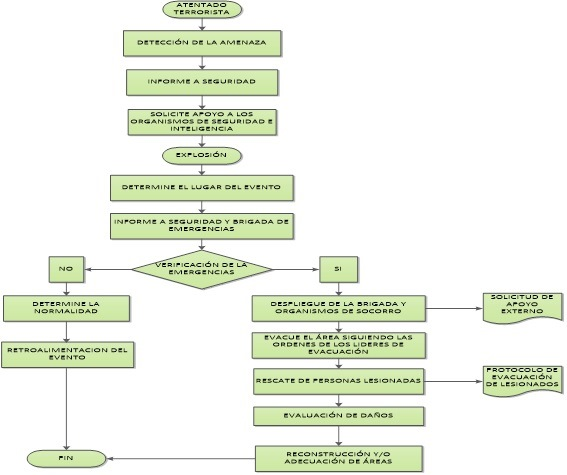 ATENTADO
TERRORISTA
DETECCIÓN DE LA AMENAZA
INFORME A SEGURIDAD
SOLICITE APOYO A LOS
ORGANISMOS DE SEGURIDAD E
INTELIGENCIA
EXPLOSIÓN
DETERMINE EL LUGAR DEL EVENTO
INFORME A SEGURIDAD Y BRIGADA DE
EMERGENCIAS
VERIFICACIÓN DE LA
EMERGENCIAS
NO
DETERMINE LA
NORMALIDAD
RETROALIMENTACION DEL
EVENTO
SI
DESPLIEGUE DE LA BRIGADA Y
ORGANISMOS DE SOCORRO
SOLICITUD DE
APOYO
EXTERNO
EVACUE EL ÁREA SIGUIENDO LAS
ORDENES DE LOS LIDERES DE
EVACUACIÓN
RESCATE DE PERSONAS LESIONADAS
PROTOCOLO DE
EVACUACIÓN
DE LESIONADOS
EVALUACIÓN DE DAÑOS
RECONSTRUCCIÓN Y/O
ADECUACIÓN DE ÁREAS
FIN